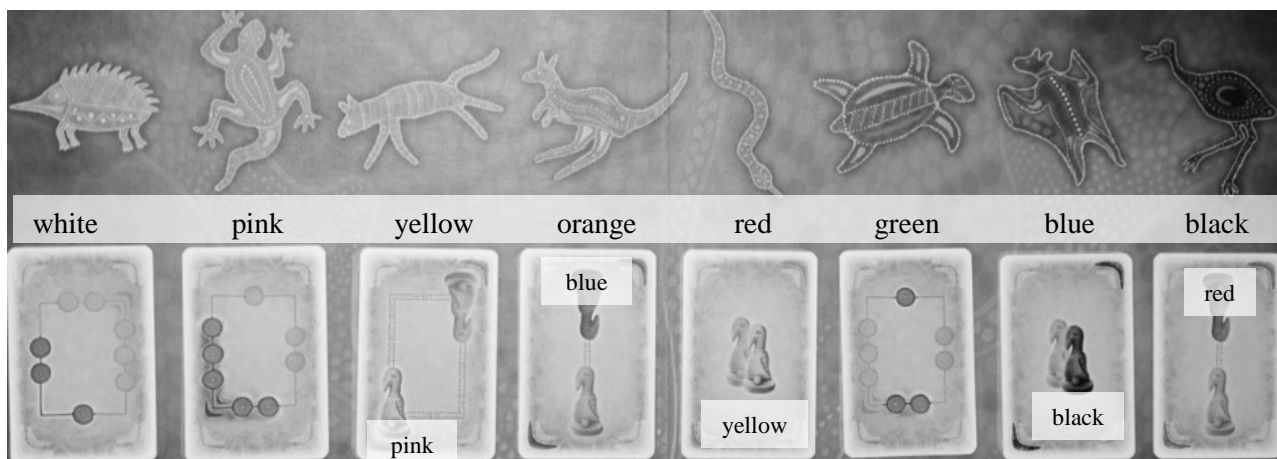 white pink yellow orange red green blue black
blue
red
yellow
black
pink